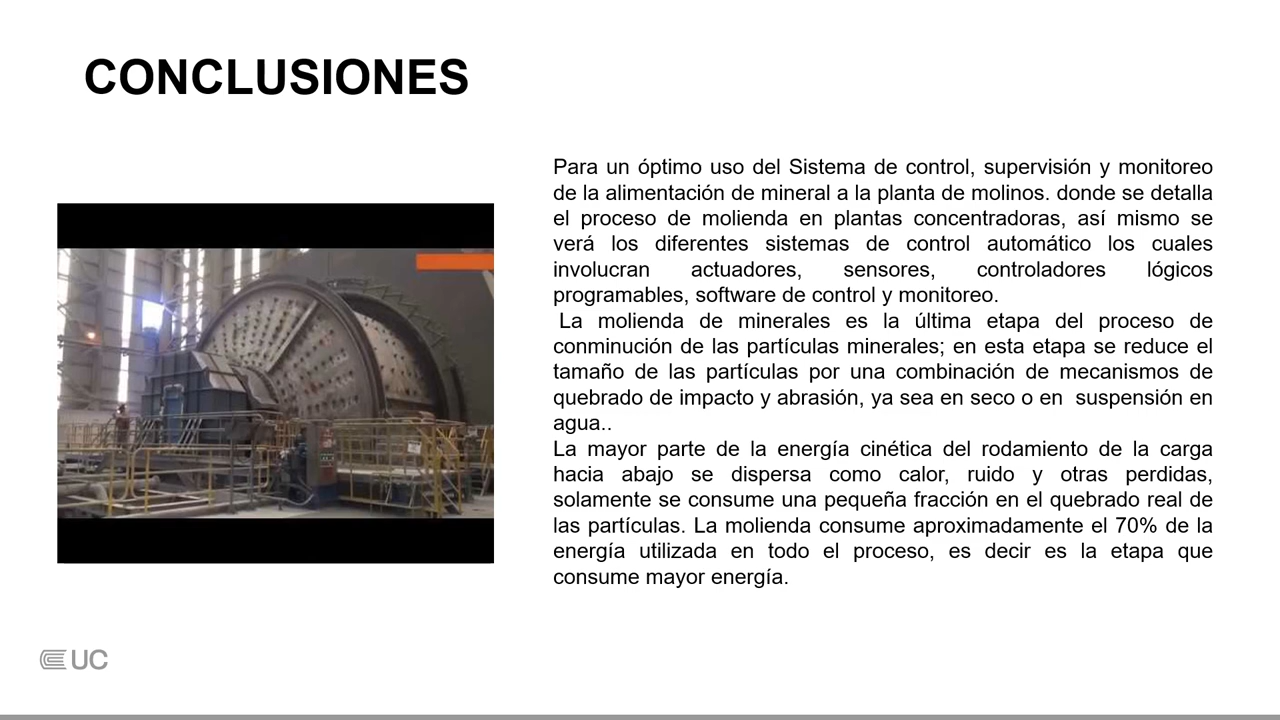 CONCLUSIONES
Para un óptimo uso del Sistema de control, supervisión y monitoreo
de la alimentación de mineral a la planta de molinos. donde se detalla
el proceso de molienda en plantas concentradoras, así mismo se
verá los diferentes sistemas de control automático los cuales
involucran actuadores, sensores, controladores lógicos
programables, software de control y monitoreo.
La molienda de minerales es la última etapa del proceso de
conminución de las partículas minerales; en esta etapa se reduce el
tamaño de las partículas por una combinación de mecanismos de
quebrado de impacto y abrasión, ya sea en seco o en suspensión en
agua..
La mayor parte de la energía cinética del rodamiento de la carga
hacia abajo se dispersa como calor, ruido y otras perdidas,
solamente se consume una pequeña fracción en el quebrado real de
las partículas. La molienda consume aproximadamente el 70% de la
energía utilizada en todo el proceso, es decir es la etapa que
consume mayor energía.
UC